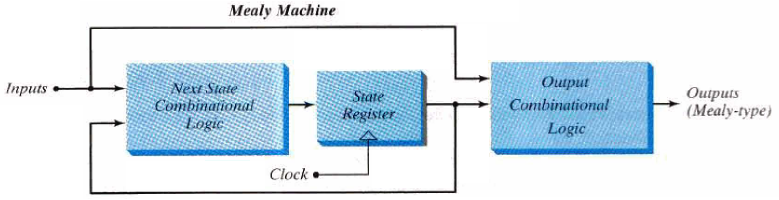 Mealy Machine
Inputs
Next State
Combinational
Logic
State
Register
Clock
Output
Combinational
Logic
Outputs
(Mealy-type)